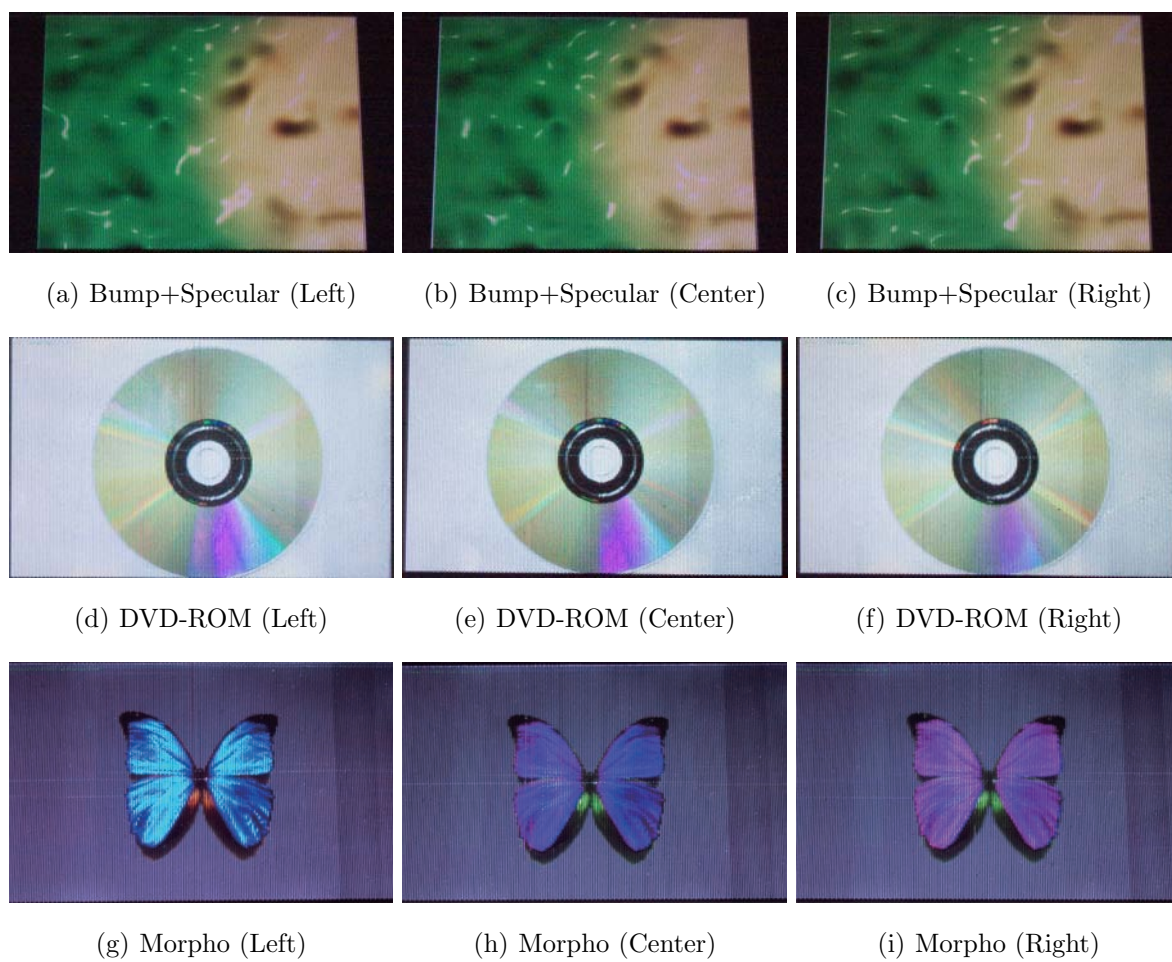 (a) Bump+Specular (Left)
(b) Bump+Specular (Center)
(c) Bump+Specular (Right)
(d) DVD-ROM (Left)
(e) DVD-ROM (Center)
(f) DVD-ROM (Right)
(g) Morpho (Left)
(h) Morpho (Center)
(i) Morpho (Right)